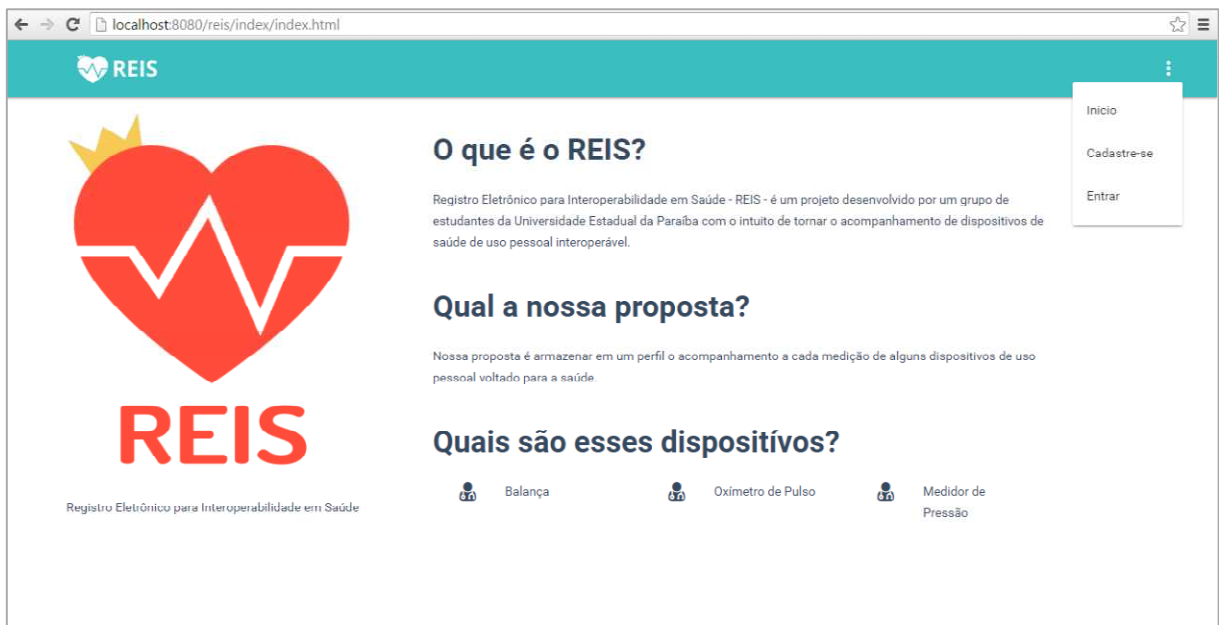 localhost:8080/reis/index/index.html
REIS
Inicio
Cadastre-se
Entrar
O que é o REIS?
Registro Eletrônico para Interoperabilidade em Saúde - REIS - é um projeto desenvolvido por um grupo de
estudantes da Universidade Estadual da Paraíba com o intuito de tornar o acompanhamento de dispositivos de
saúde de uso pessoal interoperável.
Qual a nossa proposta?
Nossa proposta é armazenar em um perfil o acompanhamento a cada medição de alguns dispositivos de uso
pessoal voltado para a saúde.
Quais são esses dispositívos?
Balança
Oxímetro de Pulso
Medidor de
Pressão
REIS
Registro Eletrônico para Interoperabilidade em Saúde